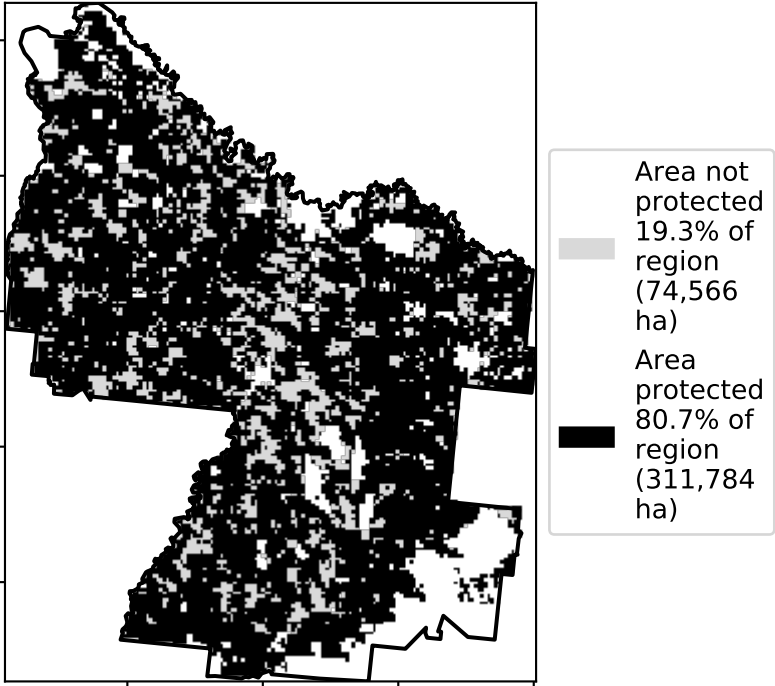 Area not
protected
19.3% of
region
(74,566
ha)
Area
protected
80.7% of
region
(311,784
ha)